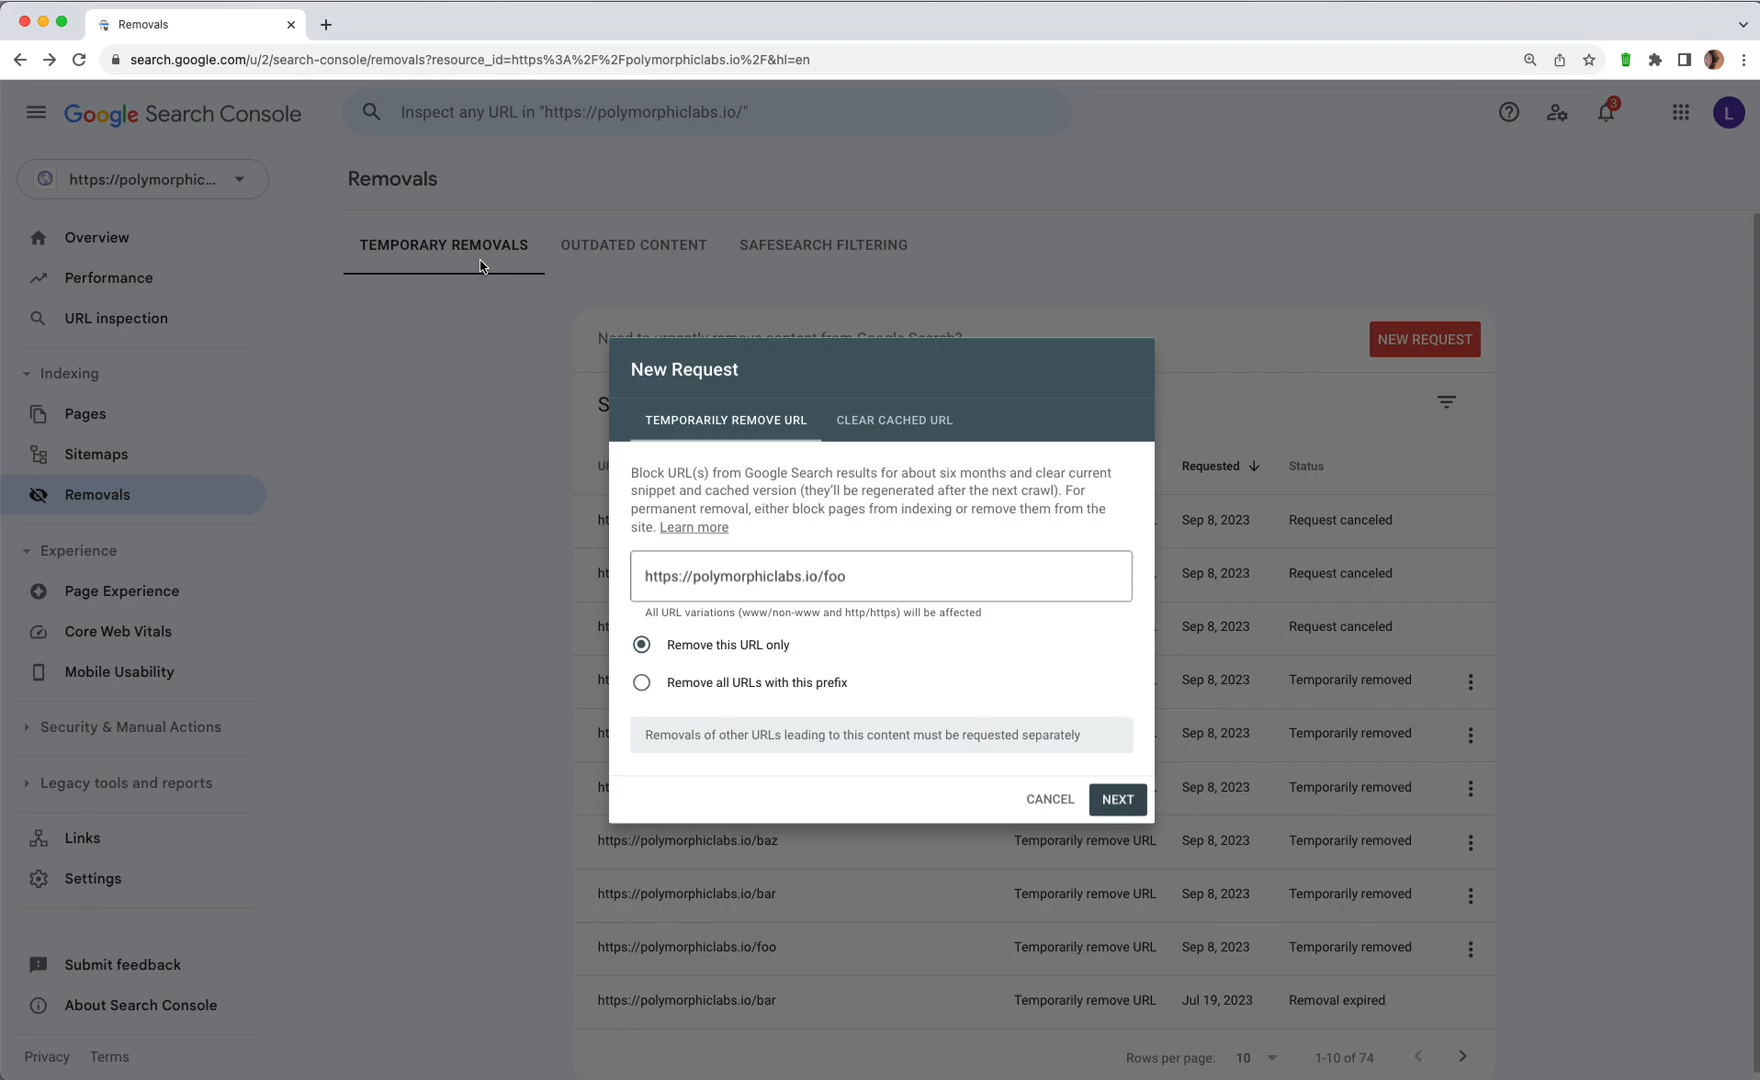 Removals
search.google.com/u/2/search-console/removals?resource_id=https%3A%2F%2Fpolymorphiclabs.io%2F&hl=en
Google Search Console
Inspect any URL in "https://polymorphiclabs.io/"
3
L
https://polymorphic...
Removals
Overview
Performance
URL inspection
Indexing
Pages
Sitemaps
Removals
Experience
Page Experience
Core Web Vitals
Mobile Usability
Security & Manual Actions
Legacy tools and reports
Links
Settings
Submit feedback
About Search Console
Privacy Terms
TEMPORARY REMOVALS OUTDATED CONTENT SAFESEARCH FILTERING
Need to urgently remove content from Google Search?
NEW REQUEST
New Request
TEMPORARILY REMOVE URL CLEAR CACHED URL
Block URL(s) from Google Search results for about six months and clear current
snippet and cached version (they'll be regenerated after the next crawl). For
permanent removal, either block pages from indexing or remove them from the
site. Learn more
https://polymorphiclabs.io/foo
All URL variations (www/non-www and http/https) will be affected
Remove this URL only
Remove all URLs with this prefix
Removals of other URLs leading to this content must be requested separately
CANCEL NEXT
Requested Status
Sep 8, 2023 Request canceled
Sep 8, 2023 Request canceled
Sep 8, 2023 Request canceled
Sep 8, 2023 Temporarily removed
Sep 8, 2023 Temporarily removed
Sep 8, 2023 Temporarily removed
https://polymorphiclabs.io/baz Temporarily remove URL Sep 8, 2023 Temporarily removed
https://polymorphiclabs.io/bar Temporarily remove URL Sep 8, 2023 Temporarily removed
https://polymorphiclabs.io/foo Temporarily remove URL Sep 8, 2023 Temporarily removed
https://polymorphiclabs.io/bar Temporarily remove URL Jul 19, 2023 Removal expired
Rows per page: 10 1-10 of 74